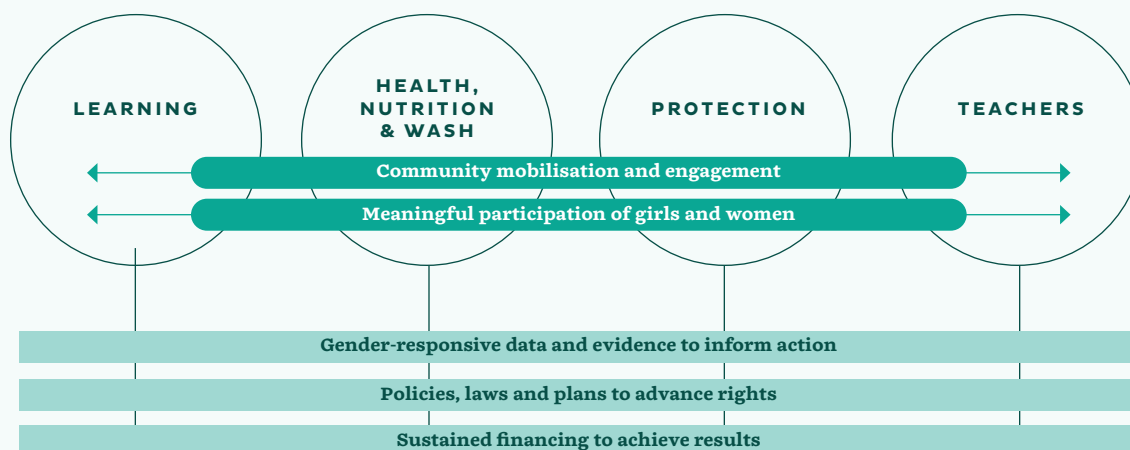 LEARNING
HEALTH,
NUTRITION
& WASH
PROTECTION
TEACHERS
Community mobilisation and engagement
Meaningful participation of girls and women
Gender-responsive data and evidence to inform action
Policies, laws and plans to advance rights
Sustained financing to achieve results